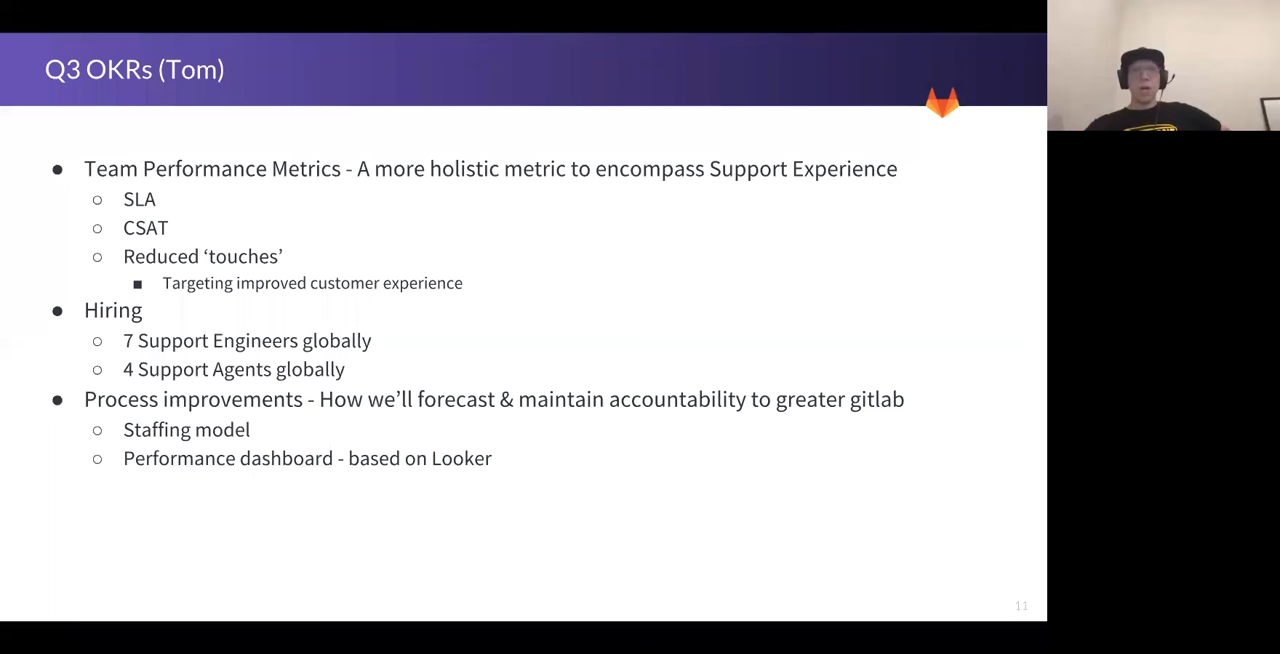 Q3 OKRs (Tom)
● Team Performance Metrics - A more holistic metric to encompass Support Experience
○ SLA
○ CSAT
○ Reduced ‘touches’
■ Targeting improved customer experience
● Hiring
○ 7 Support Engineers globally
○ 4 Support Agents globally
● Process improvements - How we’ll forecast & maintain accountability to greater gitlab
○ Staffing model
○ Performance dashboard - based on Looker
11